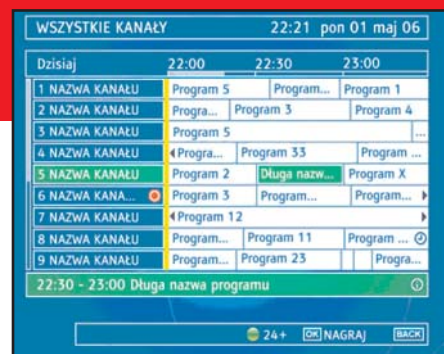 WSZYSTKIE KANAŁY 22:21 pon 01 maj 06
Dzisiaj 22:00 22:30 23:00
1 NAZWA KANAŁU Program 5 Program... Program 1
2 NAZWA KANAŁU Progra... Program 3 Program 4
3 NAZWA KANAŁU Program 5 ...
4 NAZWA KANAŁU Progra... Program 33 Program ...
5 NAZWA KANAŁU Program 2 Długa nazw... Program X
6 NAZWA KANA... Program 3 Program... Program...
7 NAZWA KANAŁU Program 12
8 NAZWA KANAŁU Program... Program 11 Program ...
9 NAZWA KANAŁU Program... Program 23 Progra...
22:30 - 23:00 Długa nazwa programu
24+ OK NAGRAJ BACK